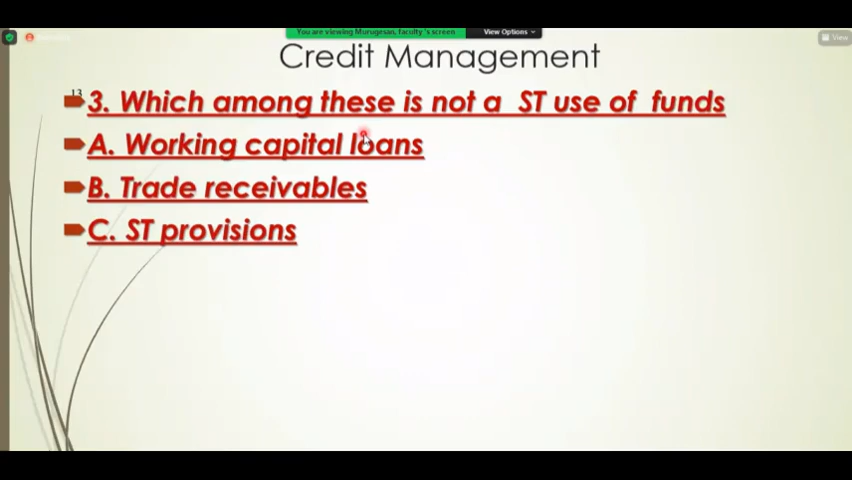 You are viewing Murugesan, faculty 's screen
View Options
View
Credit Management
13
3. Which among these is not a ST use of funds
A. Working capital loans
B. Trade receivables
C. ST provisions